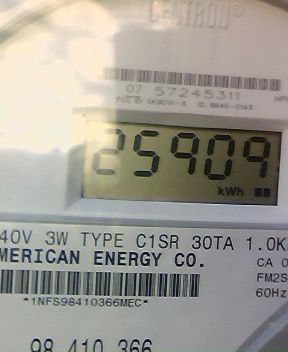 CENTRON®
07 57245311
25909
kWh
40V 3W TYPE C1SR 30TA 1.0K
MERICAN ENERGY CO.
CA 0
FM2S
60Hz
*1NFS98410366MEC*
98 410 366